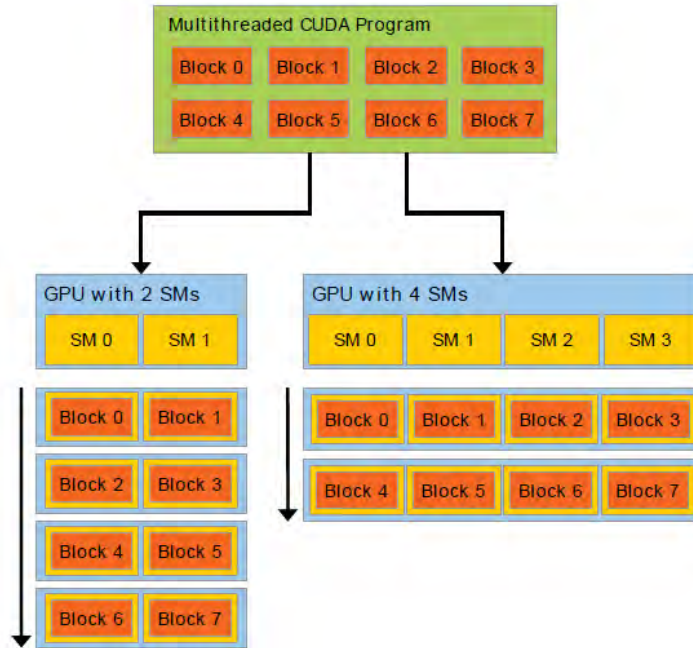 Multithreaded CUDA Program
Block 0 Block 1 Block 2 Block 3
Block 4 Block 5 Block 6 Block 7
GPU with 2 SMs
SM 0 SM 1
Block 0 Block 1
Block 2 Block 3
Block 4 Block 5
Block 6 Block 7
GPU with 4 SMs
SM 0 SM 1 SM 2 SM 3
Block 0 Block 1 Block 2 Block 3
Block 4 Block 5 Block 6 Block 7